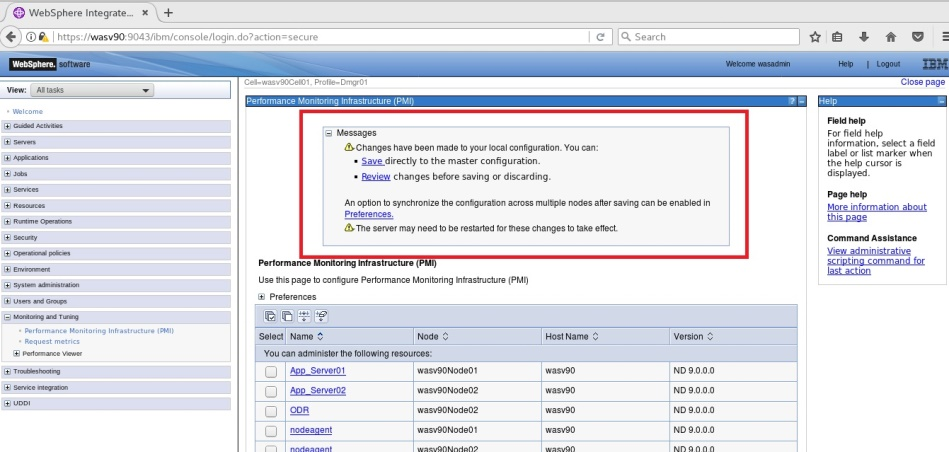 WebSphere Integrate...
https://wasv90:9043/ibm/console/login.do?action=secure
Search
WebSphere. software
Welcome wasadmin
Help | Logout
IBM
View: All tasks
Cell=wasv90Cell01, Profile=Dmgr01
Close page
Welcome
Guided Activities
Servers
Applications
Jobs
Services
Resources
Runtime Operations
Security
Operational policies
Environment
System administration
Users and Groups
Monitoring and Tuning
Performance Monitoring Infrastructure (PMI)
Request metrics
Performance Viewer
Troubleshooting
Service integration
UDDI
Performance Monitoring Infrastructure (PMI)
Messages
Changes have been made to your local configuration. You can:
Save directly to the master configuration.
Review changes before saving or discarding.
An option to synchronize the configuration across multiple nodes after saving can be enabled in
Preferences.
The server may need to be restarted for these changes to take effect.
Performance Monitoring Infrastructure (PMI)
Use this page to configure Performance Monitoring Infrastructure (PMI)
Preferences
Select Name Node Host Name Version
You can administer the following resources:
App_Server01 wasv90Node01 wasv90 ND 9.0.0.0
App_Server02 wasv90Node02 wasv90 ND 9.0.0.0
ODR wasv90Node02 wasv90 ND 9.0.0.0
nodeagent wasv90Node01 wasv90 ND 9.0.0.0
nodeagent wasv90Node02 wasv90 ND 9.0.0.0
Help
Field help
For field help
information, select a field
label or list marker when
the help cursor is
displayed.
Page help
More information about
this page
Command Assistance
View administrative
scripting command for
last action